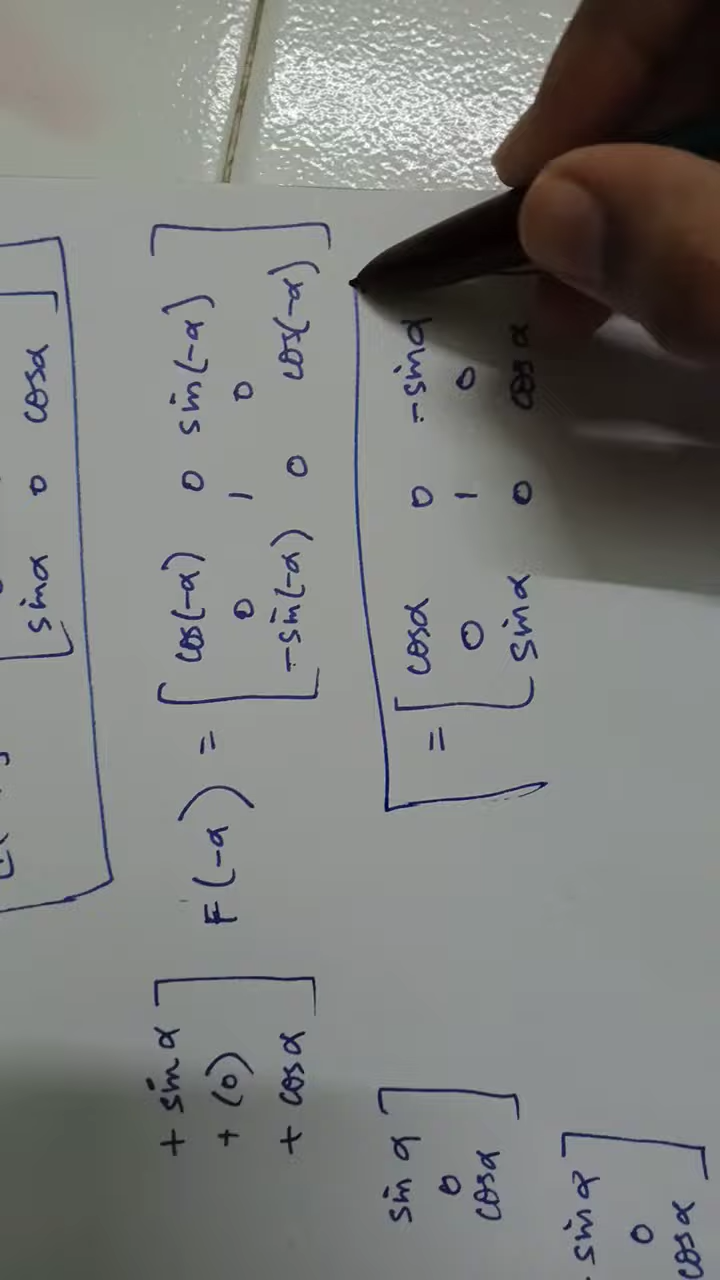 sinα 0 cosα
F(-α) = [ cos(-α) 0 sin(-α)
0 1 0
-sin(-α) 0 cos(-α) ]
= [ cosα 0 -sinα
0 1 0
sinα 0 cosα
+ sinα ]
+ (0)
+ cosα
sinα ]
0
cosα
sinα ]
0
cosα